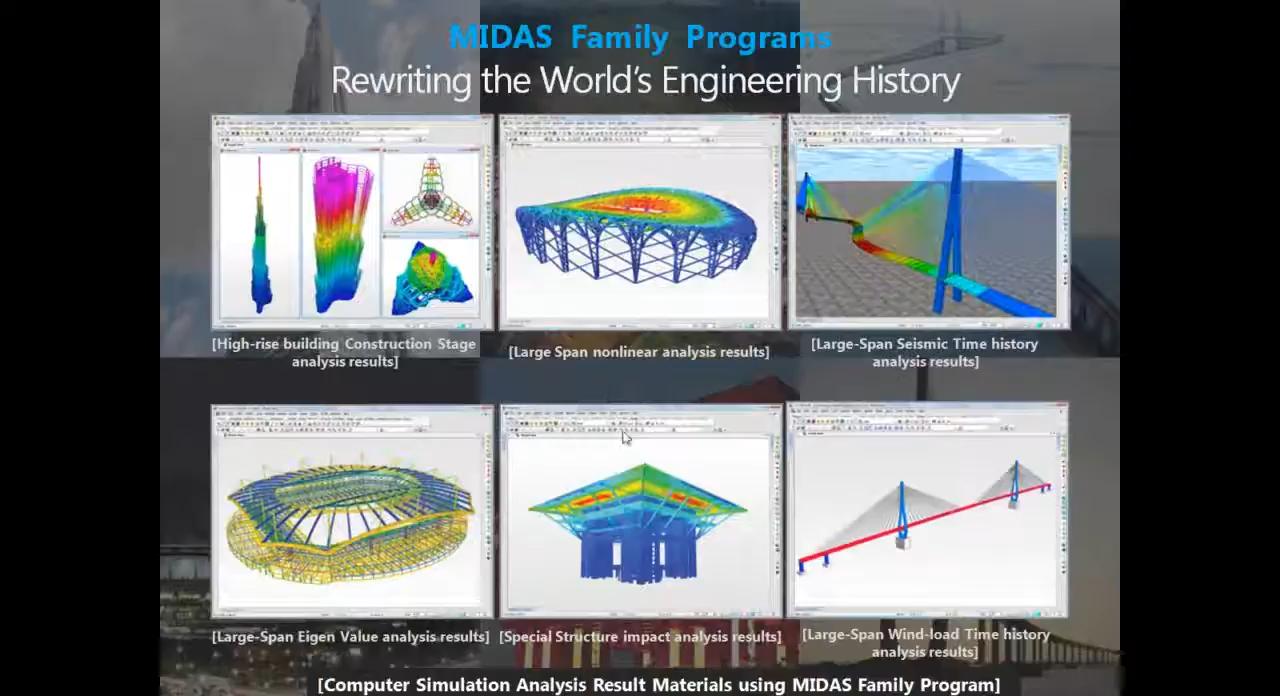 MIDAS Family Programs
Rewriting the World's Engineering History
[High-rise building Construction Stage
analysis results]
[Large Span nonlinear analysis results]
[Large-Span Seismic Time history
analysis results]
[Large-Span Eigen Value analysis results]
[Special Structure impact analysis results]
[Large-Span Wind-load Time history
analysis results]
[Computer Simulation Analysis Result Materials using MIDAS Family Program]